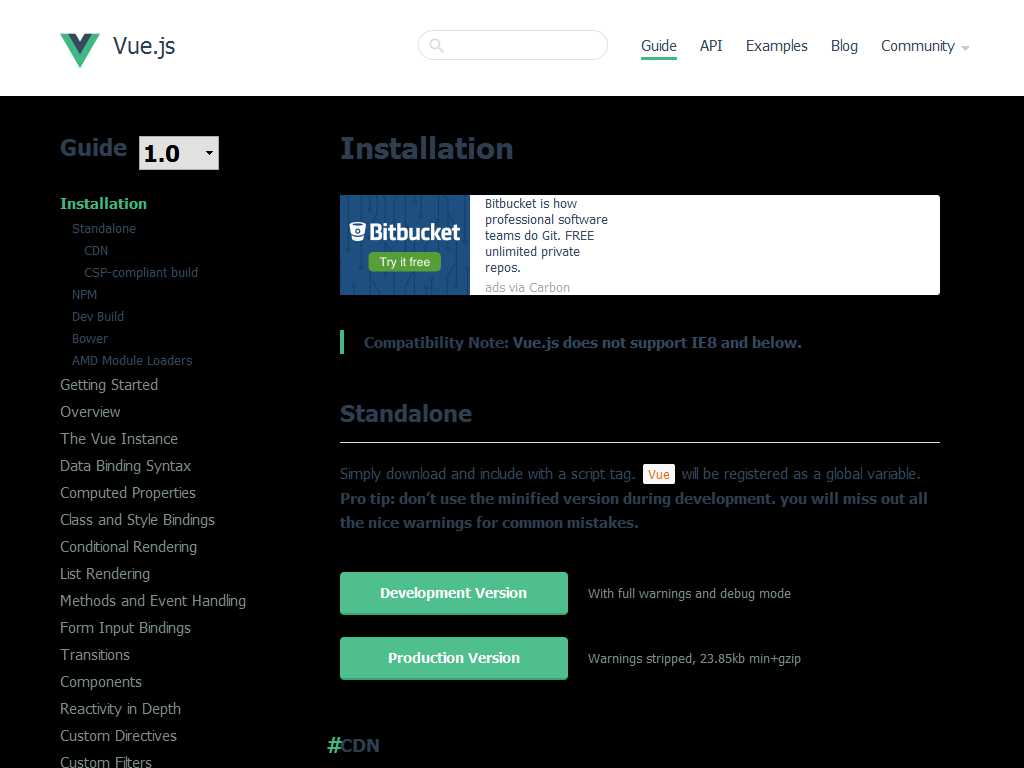 Vue.js
Guide API Examples Blog Community
Guide 1.0
Installation
Standalone
CDN
CSP-compliant build
NPM
Dev Build
Bower
AMD Module Loaders
Getting Started
Overview
The Vue Instance
Data Binding Syntax
Computed Properties
Class and Style Bindings
Conditional Rendering
List Rendering
Methods and Event Handling
Form Input Bindings
Transitions
Components
Reactivity in Depth
Custom Directives
Custom Filters
Installation
Bitbucket
Try it free
Bitbucket is how
professional software
teams do Git. FREE
unlimited private
repos.
ads via Carbon
Compatibility Note: Vue.js does not support IE8 and below.
Standalone
Simply download and include with a script tag. Vue will be registered as a global variable.
Pro tip: don’t use the minified version during development. you will miss out all
the nice warnings for common mistakes.
Development Version With full warnings and debug mode
Production Version Warnings stripped, 23.85kb min+gzip
#CDN